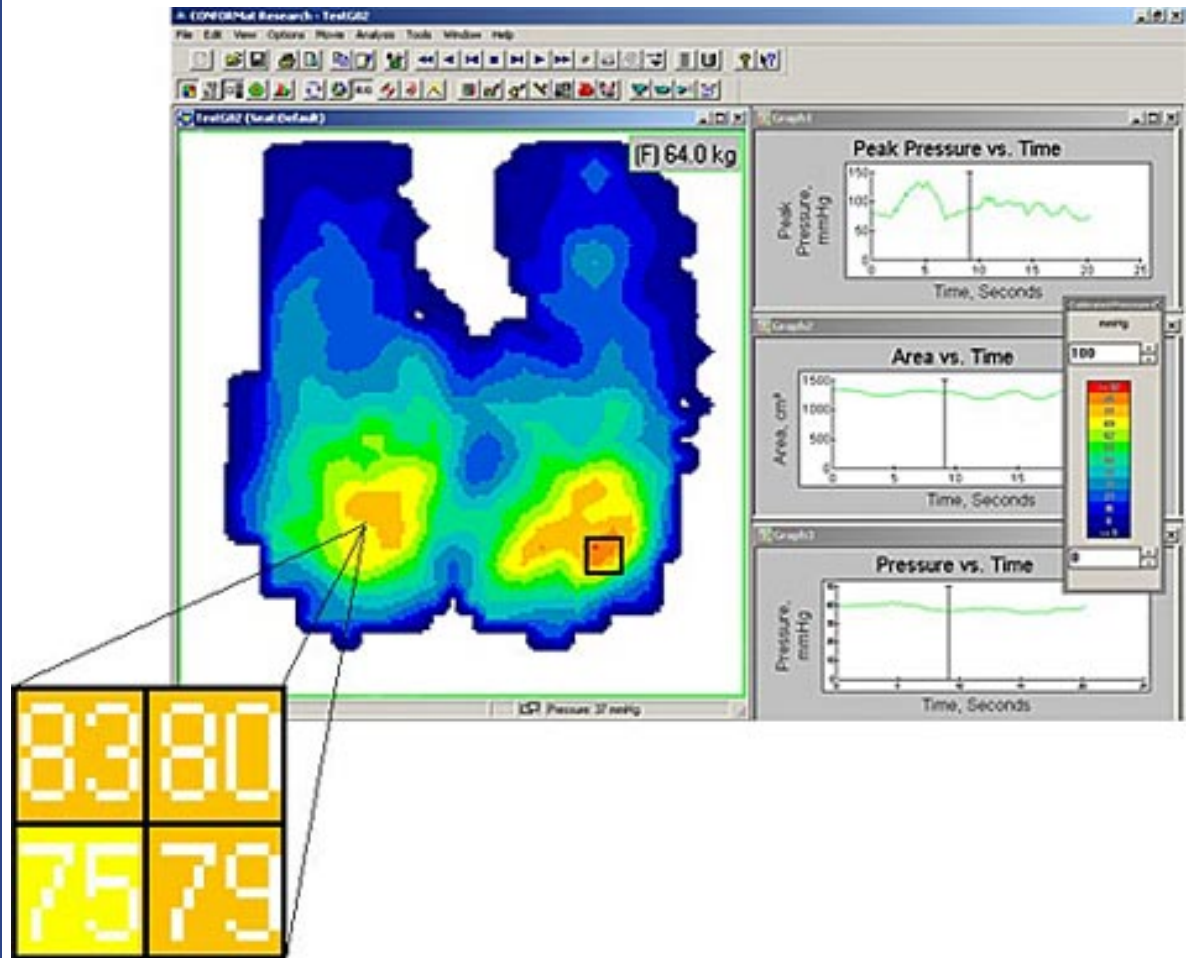 CONFORMat Research - TestG02
File Edit View Options Movie Analysis Tools Window Help
TestG02 (Seat:Default)
(F) 64.0 kg
Graph1
Peak Pressure vs. Time
Peak
Pressure,
mmHg
150
100
50
0
0 5 10 15 20 25
Time, Seconds
Graph2
Area vs. Time
Area, cm²
1500
1000
500
0
0 5 10 15
Time, Seconds
mmHg
100
0
Graph3
Pressure vs. Time
Pressure,
mmHg
Time, Seconds
Pressure: 37 mmHg
83 80
75 79